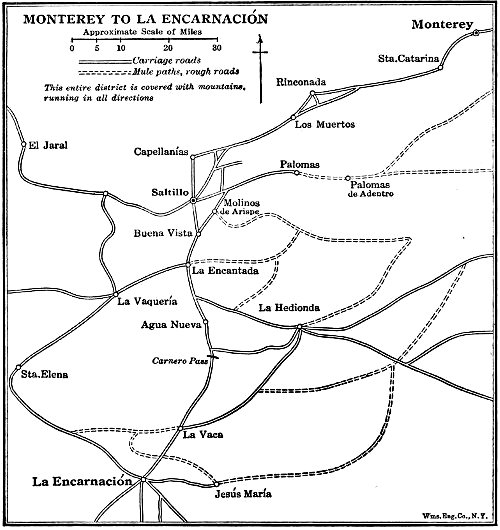 MONTEREY TO LA ENCARNACIÓN
Approximate Scale of Miles
0 5 10 20 30
Carriage roads
Mule paths, rough roads
This entire district is covered with mountains,
running in all directions
Monterey
Sta. Catarina
Rinconada
Los Muertos
El Jaral
Capellanías
Palomas
Palomas
de Adentro
Saltillo
Molinos
de Arispe
Buena Vista
La Encantada
La Vaquería
La Hedionda
Agua Nueva
Carnero Pass
Sta. Elena
La Vaca
La Encarnación
Jesús María
Wms. Eng. Co., N. Y.